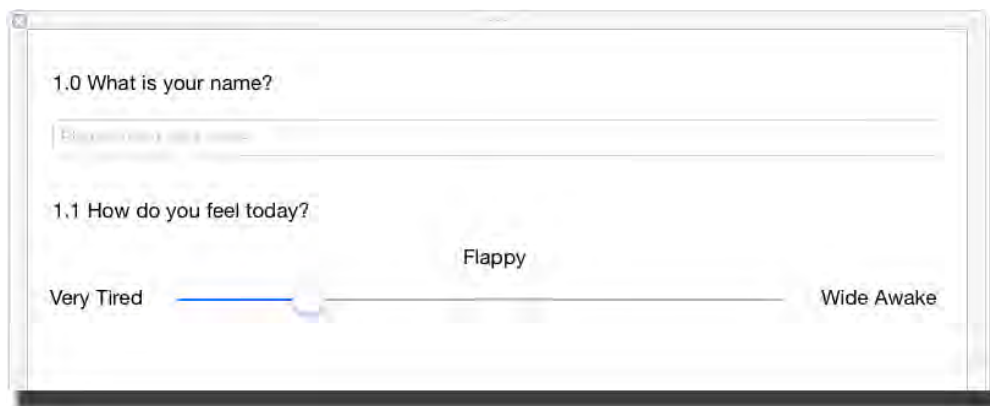 1.0 What is your name?
1.1 How do you feel today?
Flappy
Very Tired Wide Awake